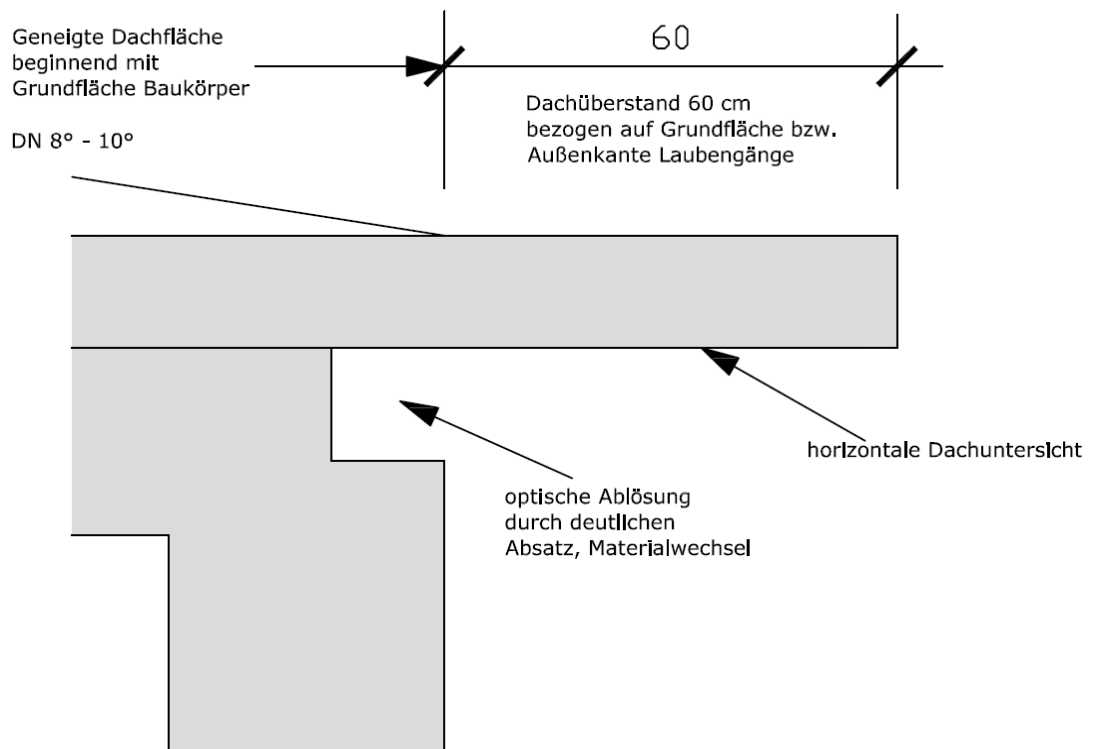 Geneigte Dachfläche
beginnend mit
Grundfläche Baukörper
DN 8° - 10°
60
Dachüberstand 60 cm
bezogen auf Grundfläche bzw.
Außenkante Laubengänge
horizontale Dachuntersicht
optische Ablösung
durch deutlichen
Absatz, Materialwechsel